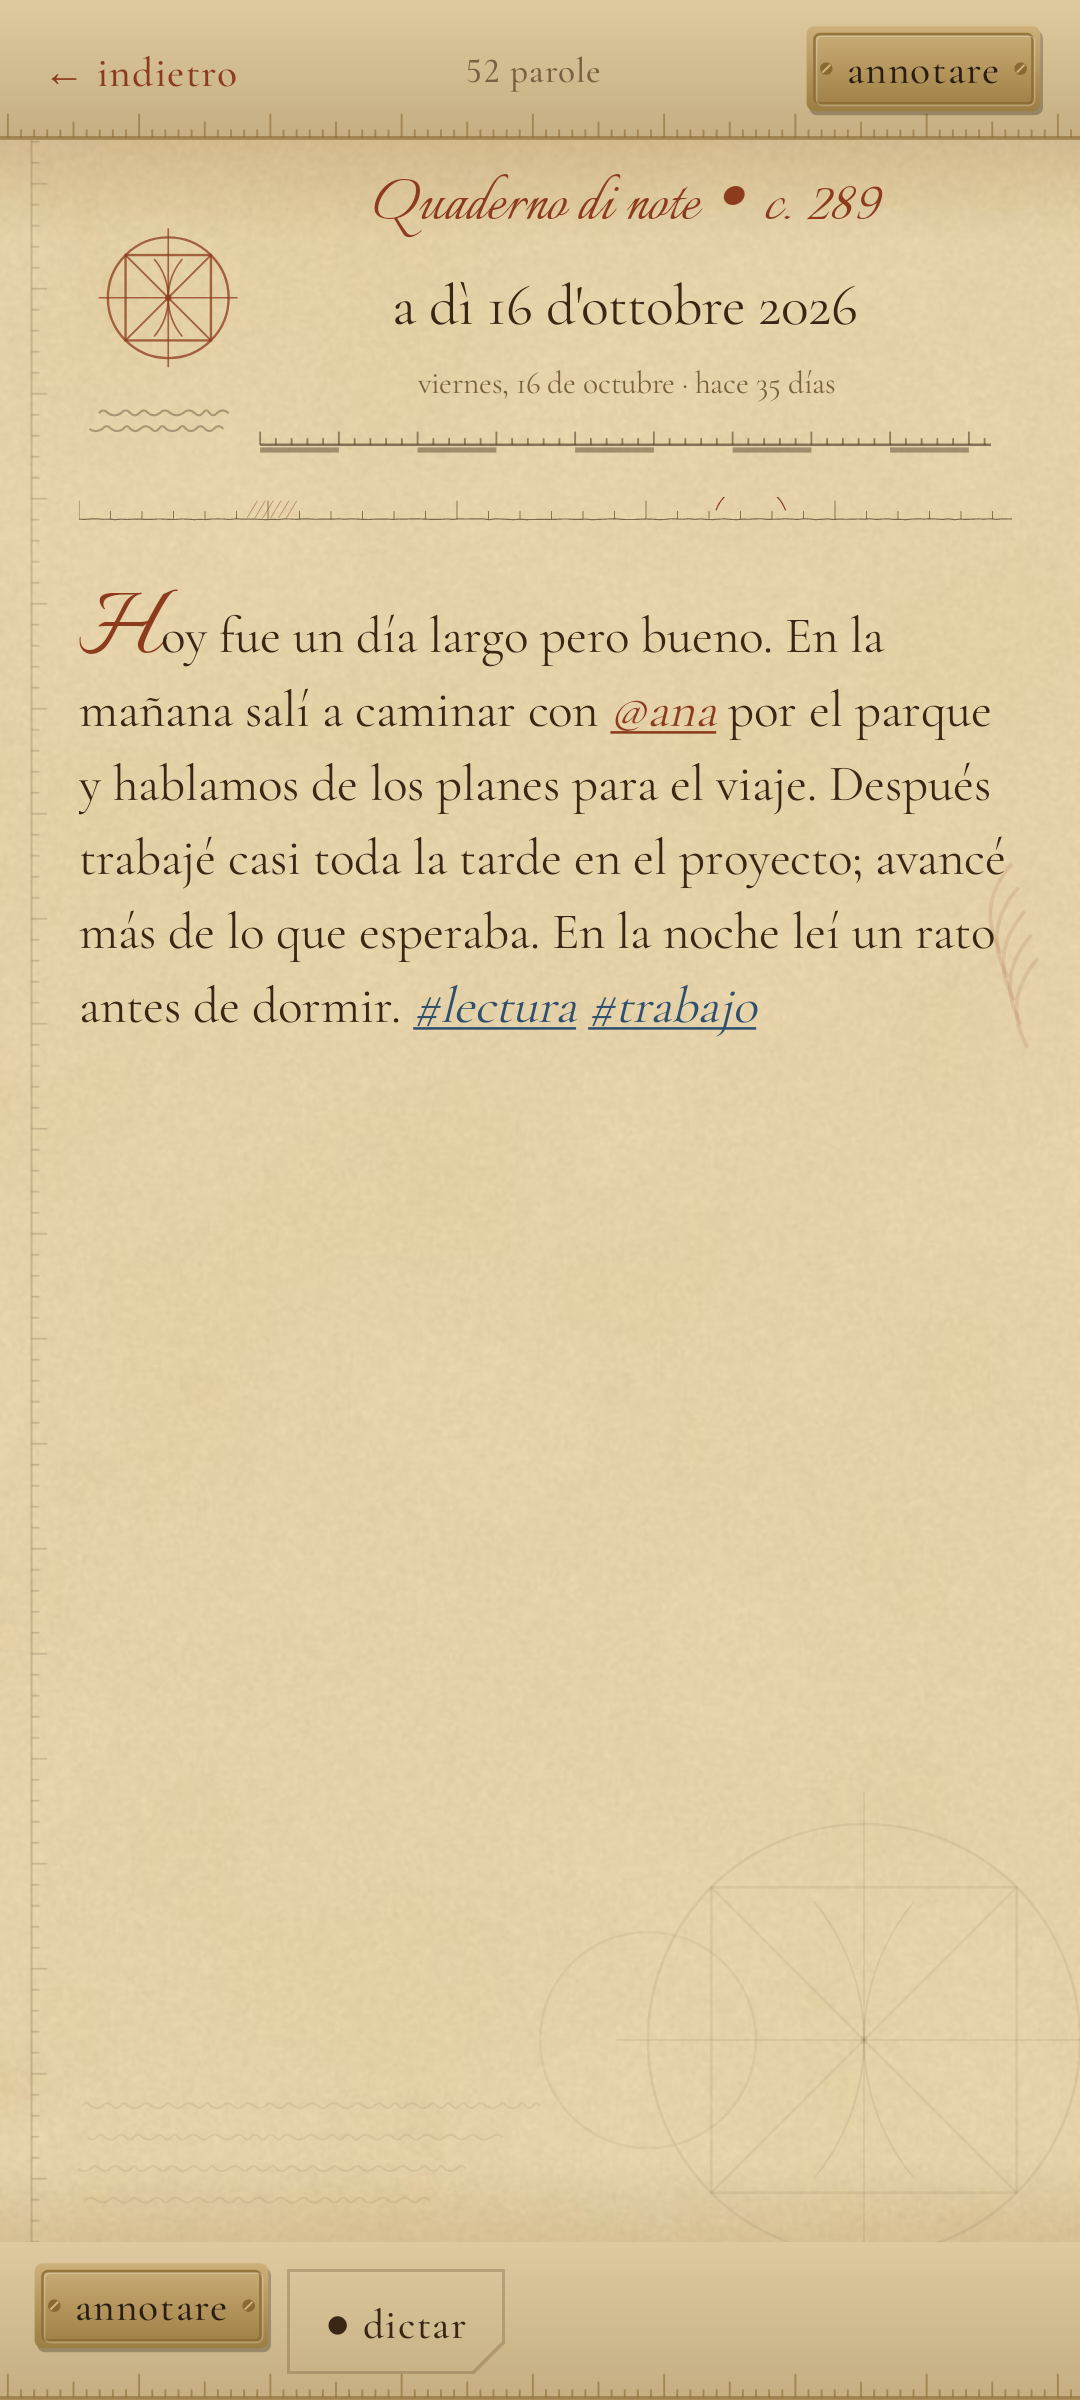 ← indietro
52 parole
annotare
Quaderno di note • c. 289
a dì 16 d'ottobre 2026
viernes, 16 de octubre · hace 35 días
Hoy fue un día largo pero bueno. En la
mañana salí a caminar con @ana por el parque
y hablamos de los planes para el viaje. Después
trabajé casi toda la tarde en el proyecto; avancé
más de lo que esperaba. En la noche leí un rato
antes de dormir. #lectura #trabajo
annotare
● dictar